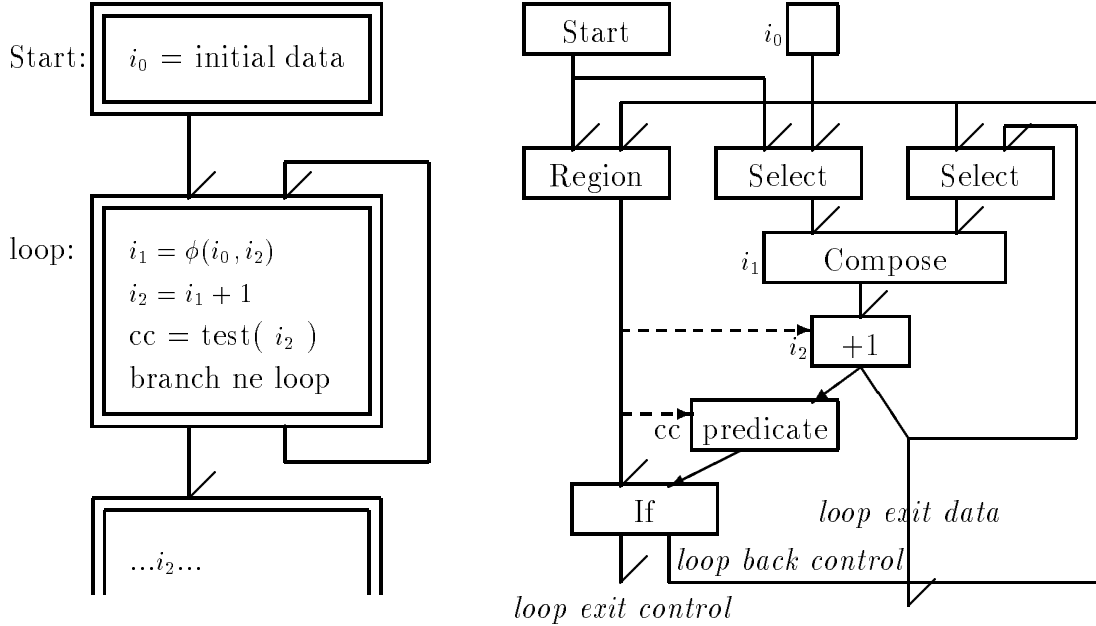 Start:
i₀ = initial data
loop:
i₁ = ϕ(i₀, i₂)
i₂ = i₁ + 1
cc = test( i₂ )
branch ne loop
...i₂...
Start
i₀
Region
Select
Select
i₁
Compose
i₂
+1
cc
predicate
If
loop exit data
loop back control
loop exit control